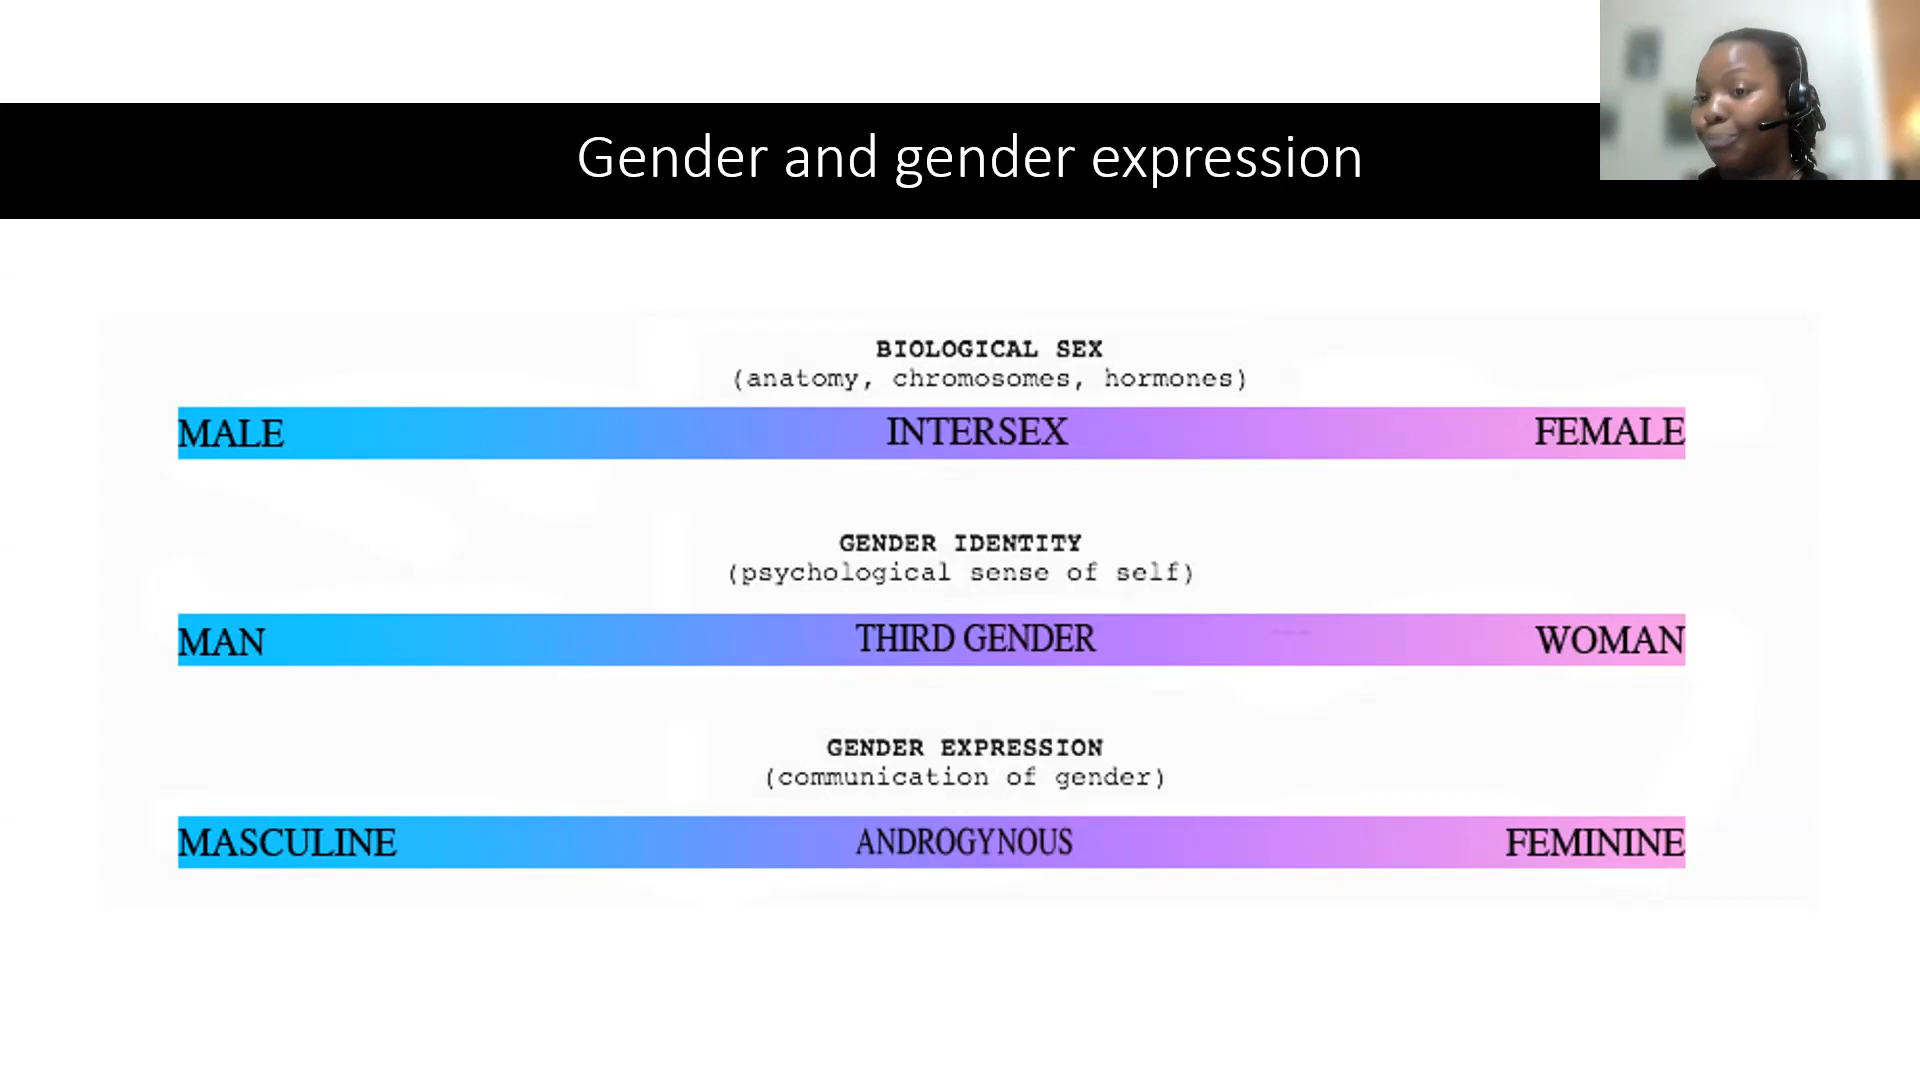 Gender and gender expression
BIOLOGICAL SEX
(anatomy, chromosomes, hormones)
MALE INTERSEX FEMALE
GENDER IDENTITY
(psychological sense of self)
MAN THIRD GENDER WOMAN
GENDER EXPRESSION
(communication of gender)
MASCULINE ANDROGYNOUS FEMININE